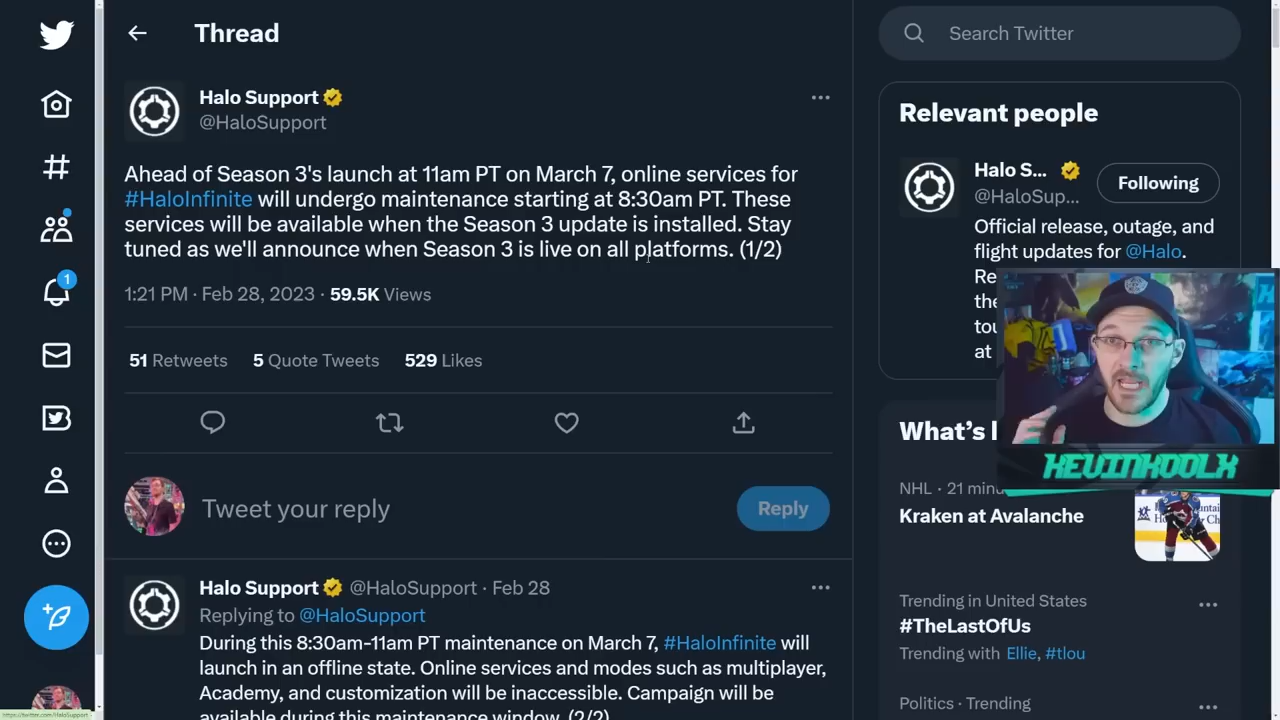 Thread
Halo Support
@HaloSupport
Ahead of Season 3's launch at 11am PT on March 7, online services for
#HaloInfinite will undergo maintenance starting at 8:30am PT. These
services will be available when the Season 3 update is installed. Stay
tuned as we'll announce when Season 3 is live on all platforms. (1/2)
1:21 PM · Feb 28, 2023 · 59.5K Views
51 Retweets 5 Quote Tweets 529 Likes
Tweet your reply
Reply
Halo Support @HaloSupport · Feb 28
Replying to @HaloSupport
During this 8:30am-11am PT maintenance on March 7, #HaloInfinite will
launch in an offline state. Online services and modes such as multiplayer,
Academy, and customization will be inaccessible. Campaign will be
available during this maintenance window. (2/2)
1
https://twitter.com/HaloSupport
Search Twitter
Relevant people
Halo S...
@HaloSup...
Following
Official release, outage, and
flight updates for @Halo.
Re
the
tou
at
KEVINKOOLX
What's
NHL · 21 minu
Kraken at Avalanche
Trending in United States
#TheLastOfUs
Trending with Ellie, #tlou
Politics · Trending